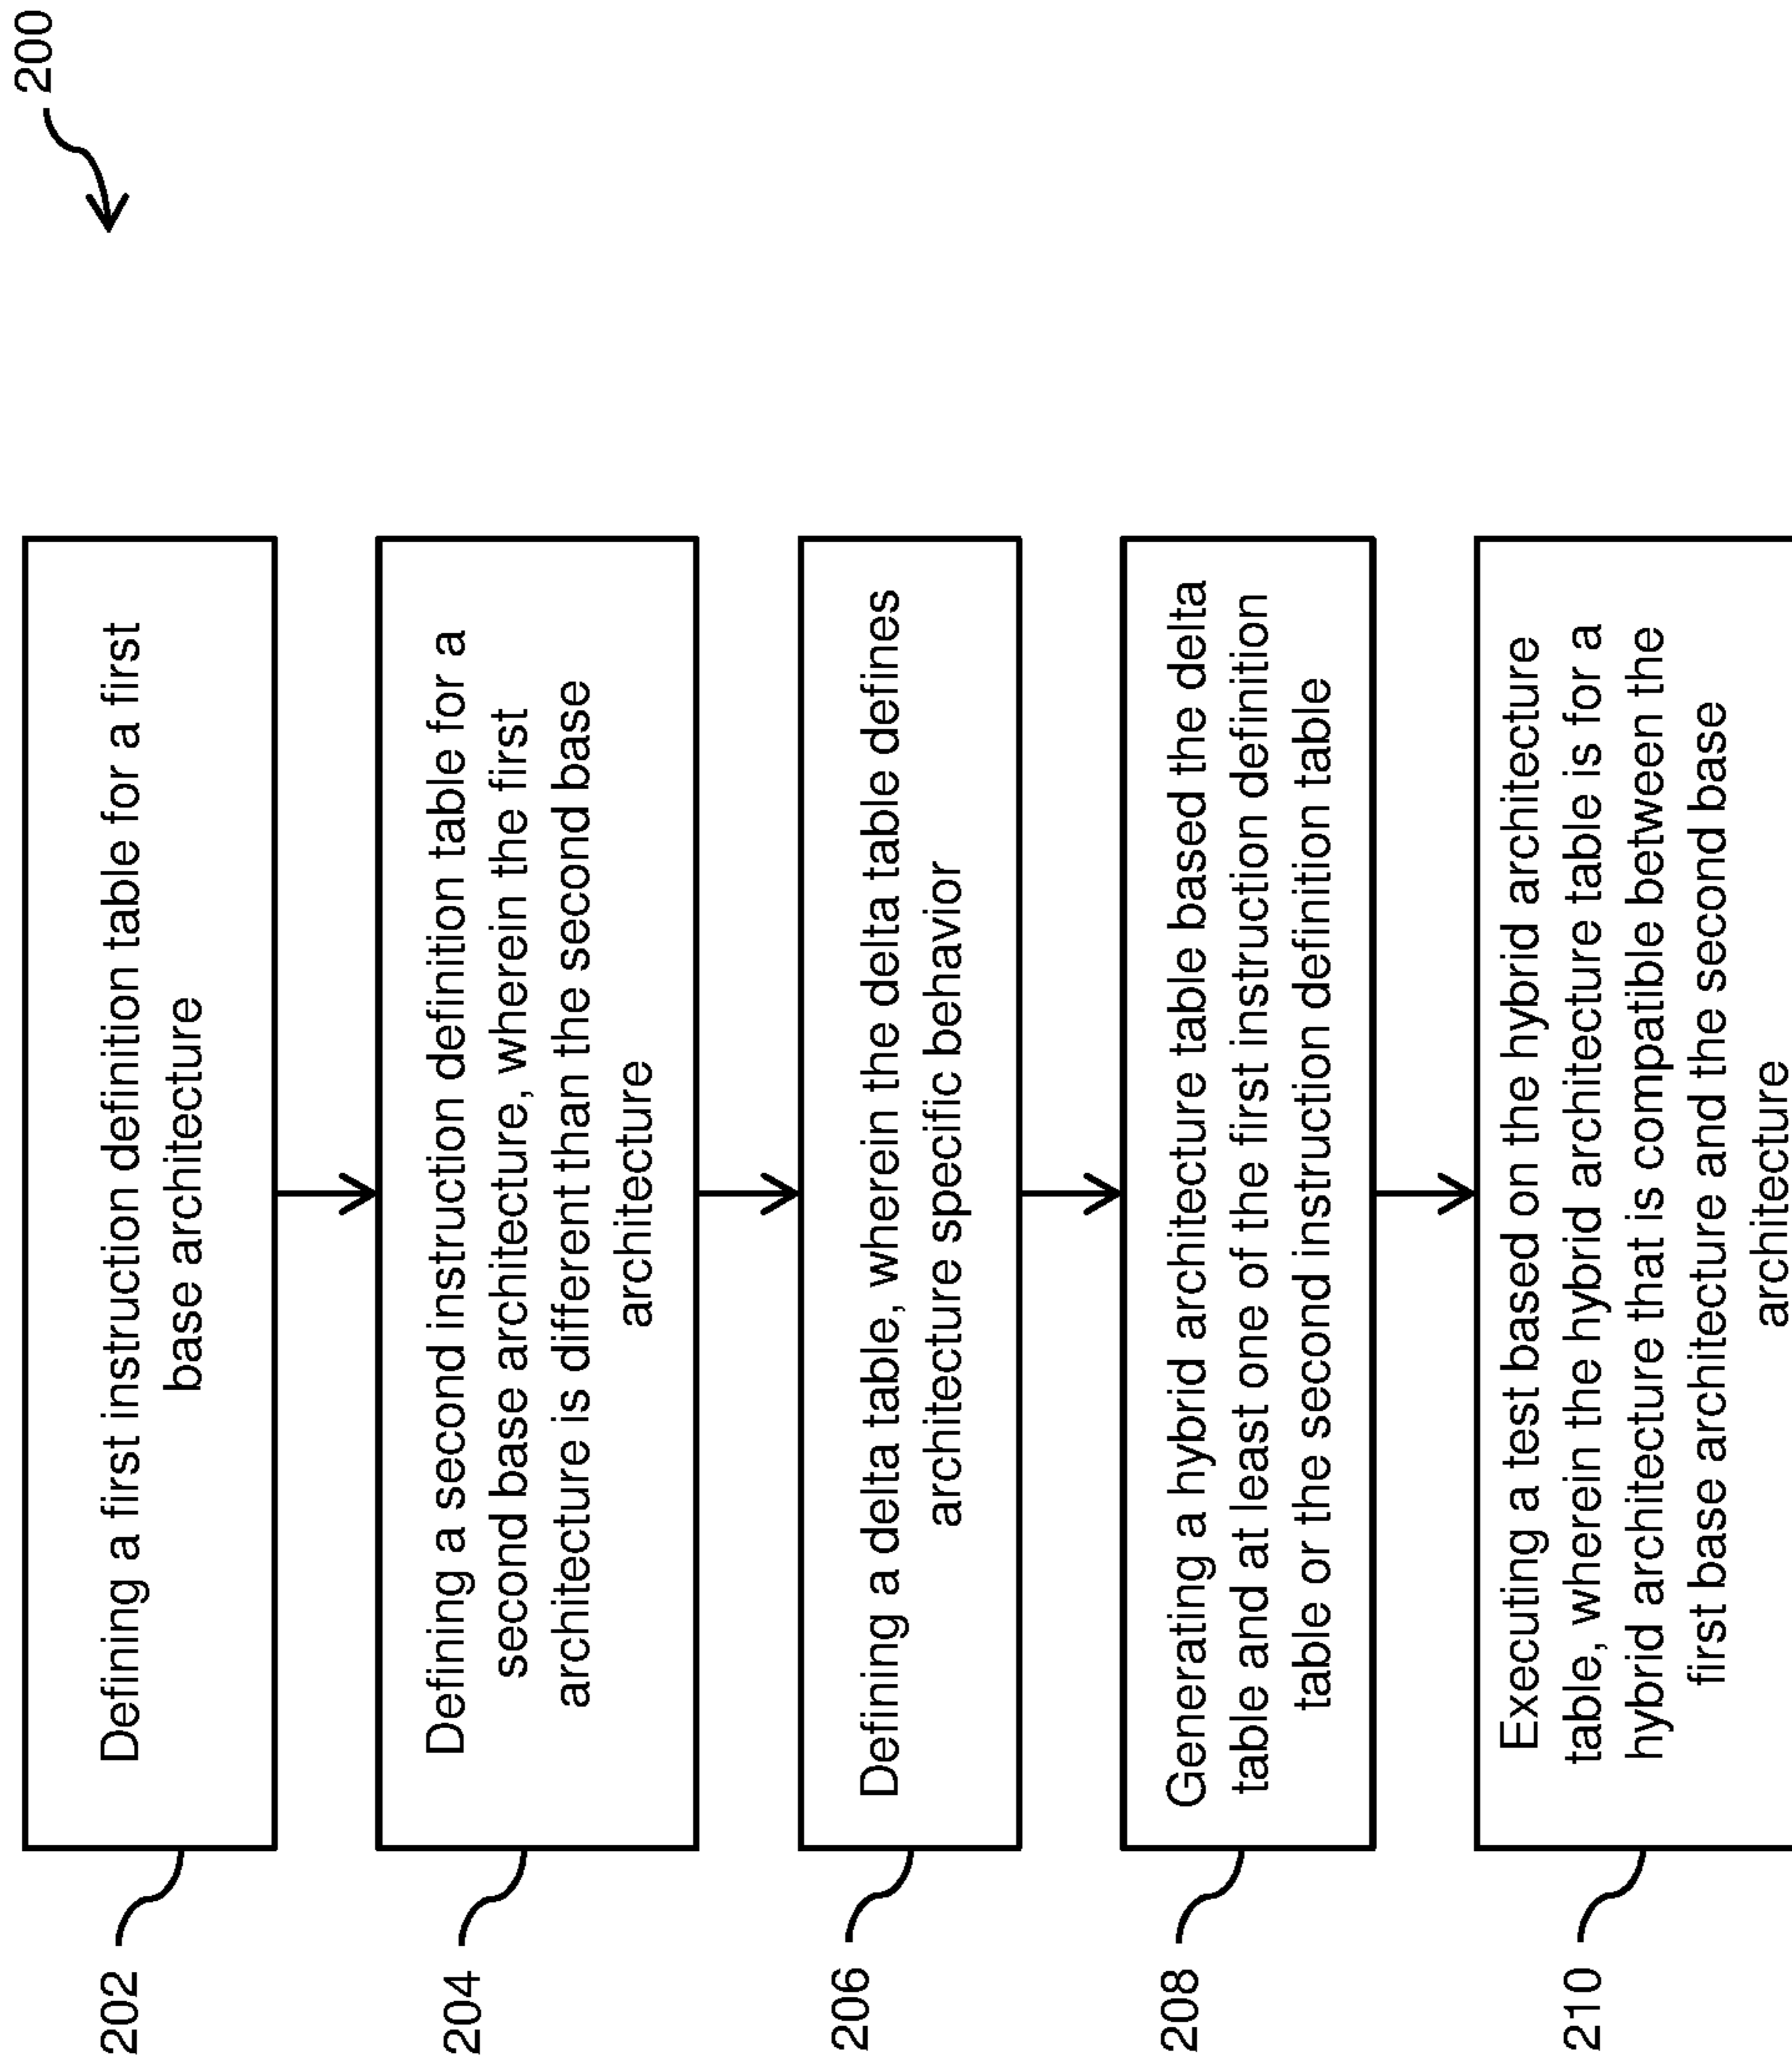 200
202
Defining a first instruction definition table for a first
base architecture
204
Defining a second instruction definition table for a
second base architecture, wherein the first
architecture is different than the second base
architecture
206
Defining a delta table, wherein the delta table defines
architecture specific behavior
208
Generating a hybrid architecture table based the delta
table and at least one of the first instruction definition
table or the second instruction definition table
210
Executing a test based on the hybrid architecture
table, wherein the hybrid architecture table is for a
hybrid architecture that is compatible between the
first base architecture and the second base
architecture